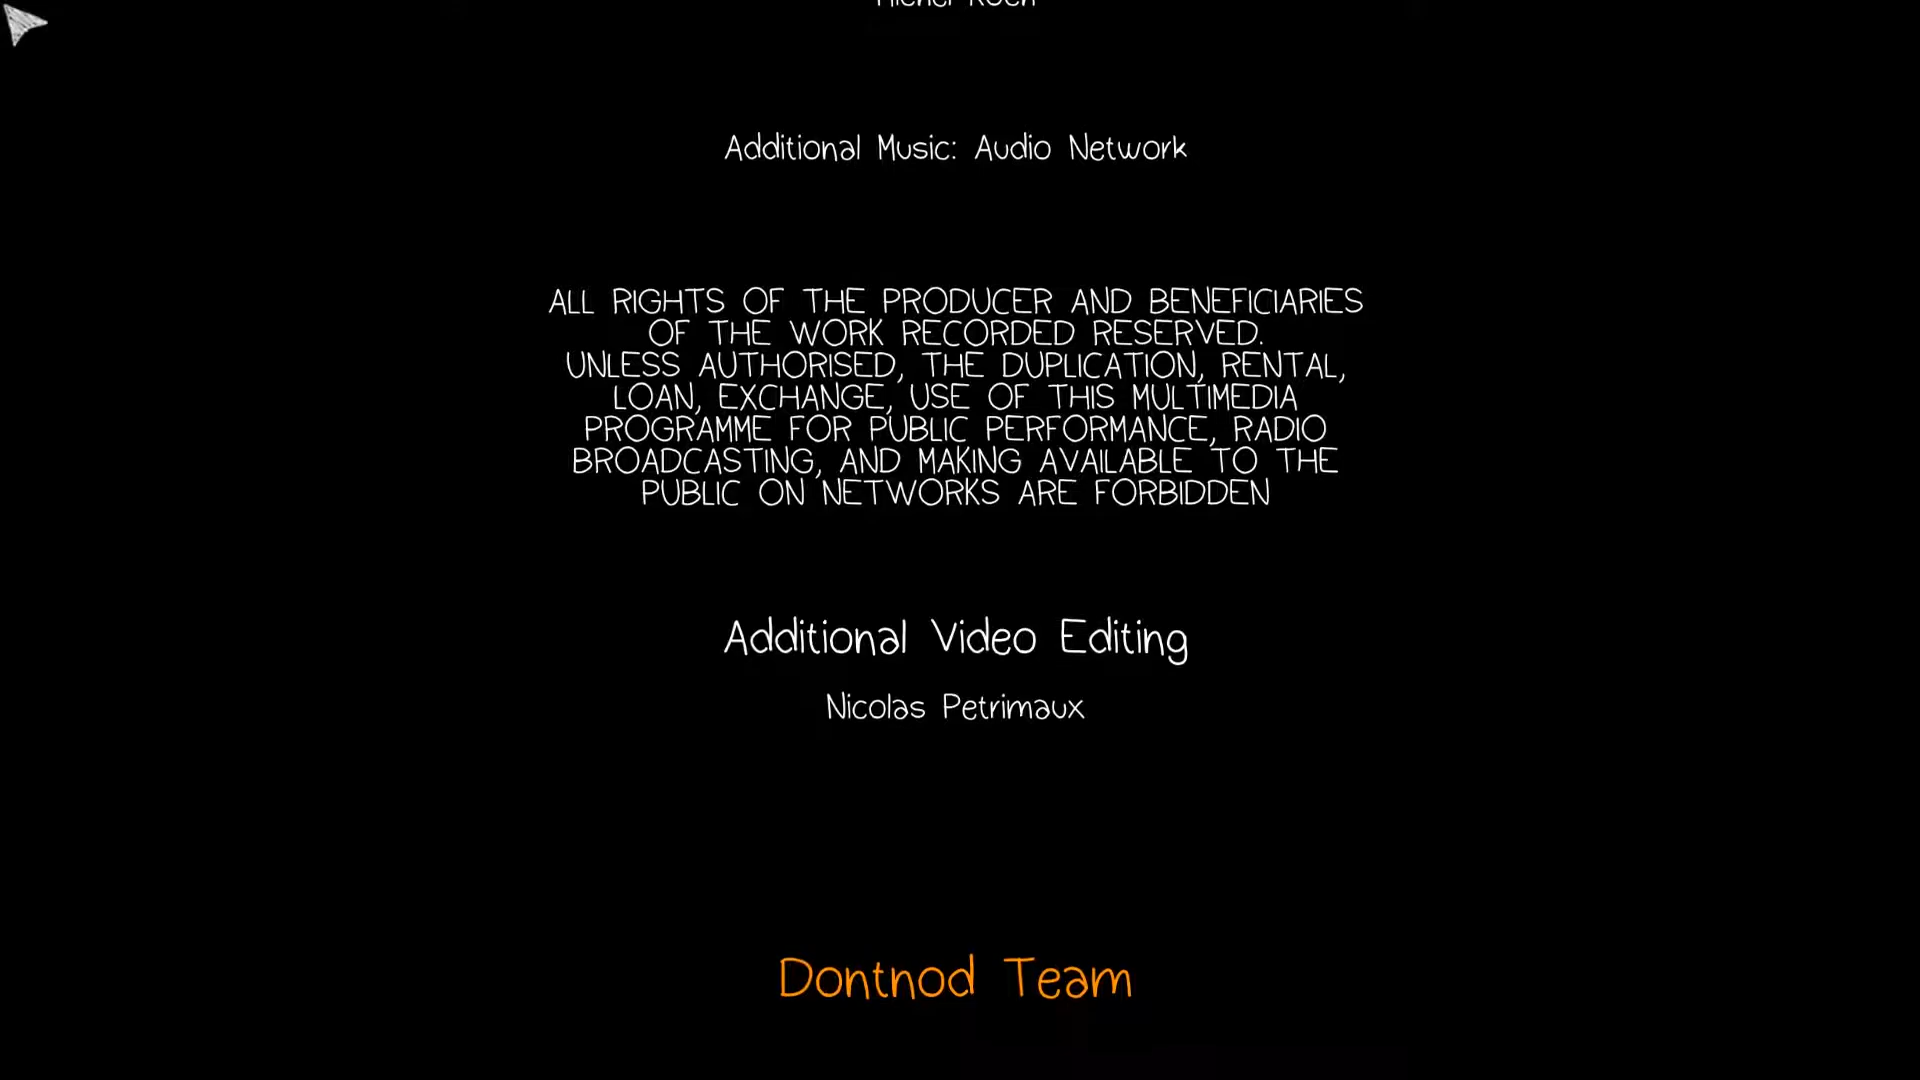 Additional Music: Audio Network
ALL RIGHTS OF THE PRODUCER AND BENEFICIARIES
OF THE WORK RECORDED RESERVED.
UNLESS AUTHORISED, THE DUPLICATION, RENTAL,
LOAN, EXCHANGE, USE OF THIS MULTIMEDIA
PROGRAMME FOR PUBLIC PERFORMANCE, RADIO
BROADCASTING, AND MAKING AVAILABLE TO THE
PUBLIC ON NETWORKS ARE FORBIDDEN
Additional Video Editing
Nicolas Petrimaux
Dontnod Team